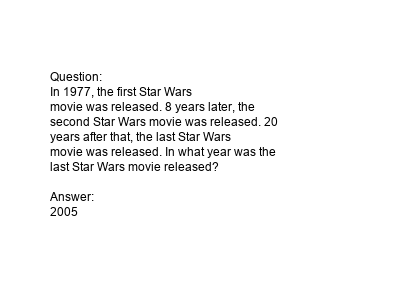 Question:
In 1977, the first Star Wars
movie was released. 8 years later, the
second Star Wars movie was released. 20
years after that, the last Star Wars
movie was released. In what year was the
last Star Wars movie released?

Answer:
2005